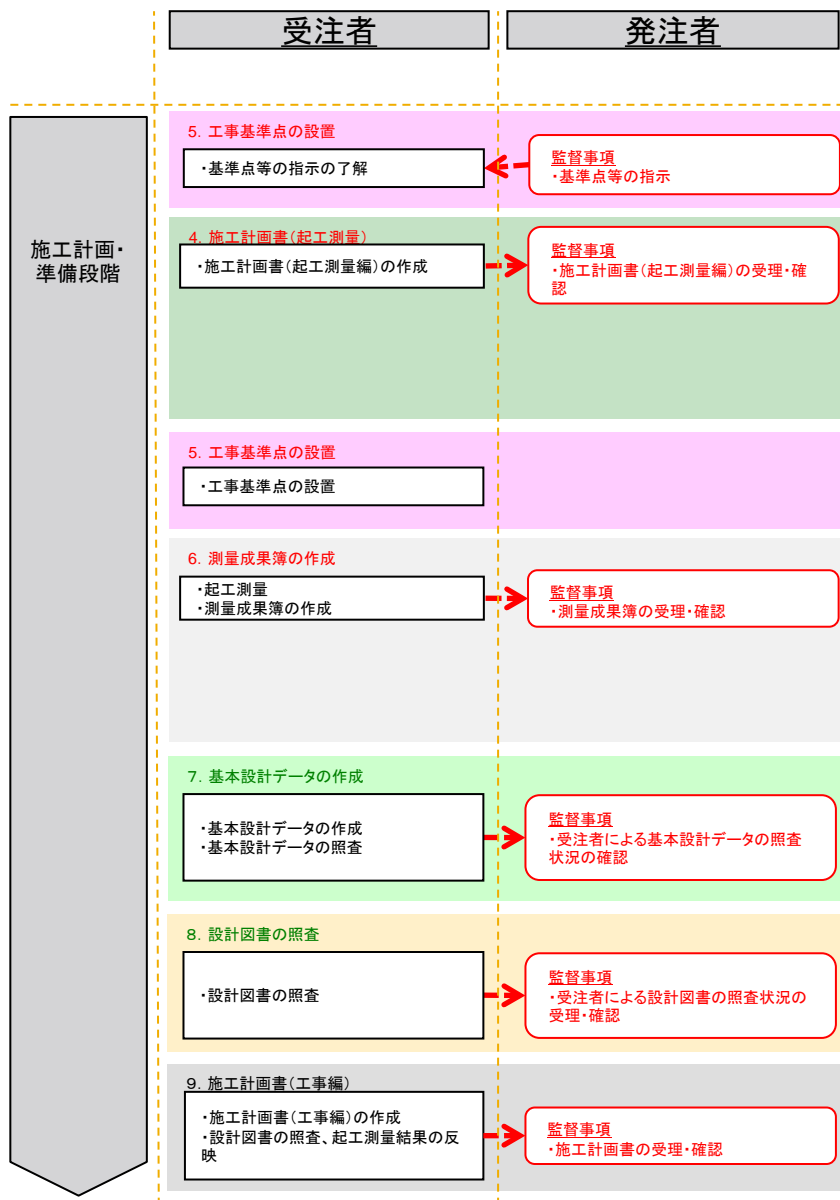 受注者
発注者
施工計画・
準備段階
5. 工事基準点の設置
・基準点等の指示の了解
監督事項
・基準点等の指示
4. 施工計画書(起工測量)
・施工計画書(起工測量編)の作成
監督事項
・施工計画書(起工測量編)の受理・確
認
5. 工事基準点の設置
・工事基準点の設置
6. 測量成果簿の作成
・起工測量
・測量成果簿の作成
監督事項
・測量成果簿の受理・確認
7. 基本設計データの作成
・基本設計データの作成
・基本設計データの照査
監督事項
・受注者による基本設計データの照査
状況の確認
8. 設計図書の照査
・設計図書の照査
監督事項
・受注者による設計図書の照査状況の
受理・確認
9. 施工計画書(工事編)
・施工計画書(工事編)の作成
・設計図書の照査、起工測量結果の反
映
監督事項
・施工計画書の受理・確認